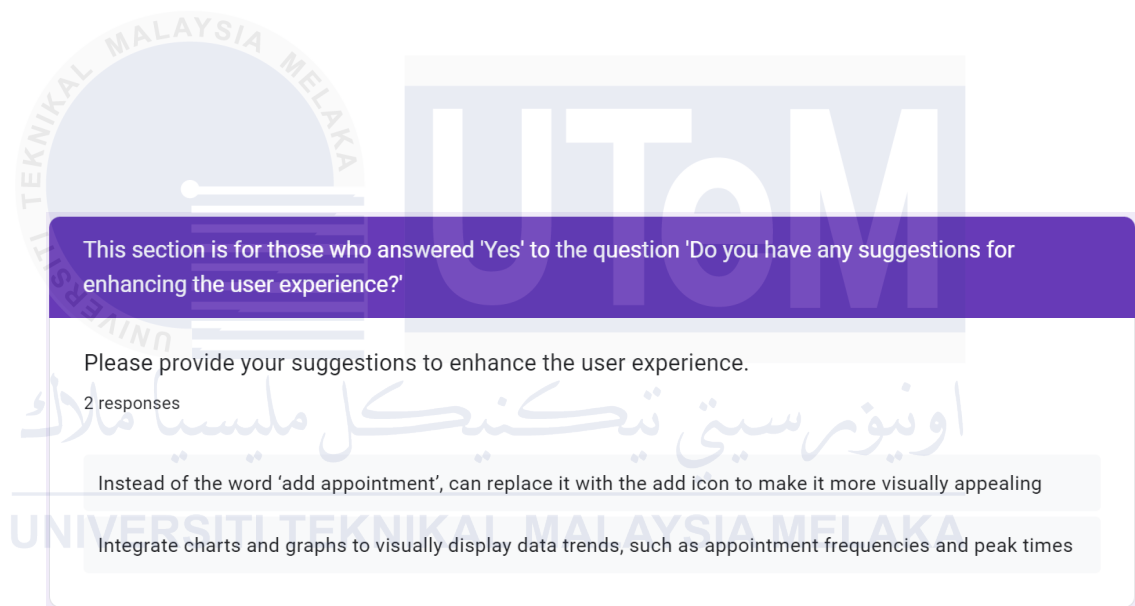 UNIVERSITI TEKNIKAL MALAYSIA MELAKA
UTeM
This section is for those who answered 'Yes' to the question 'Do you have any suggestions for
enhancing the user experience?'
Please provide your suggestions to enhance the user experience.
2 responses
اونيۏرسيتي تيكنيكل مليسيا ملاك
Instead of the word ‘add appointment’, can replace it with the add icon to make it more visually appealing
UNIVERSITI TEKNIKAL MALAYSIA MELAKA
Integrate charts and graphs to visually display data trends, such as appointment frequencies and peak times